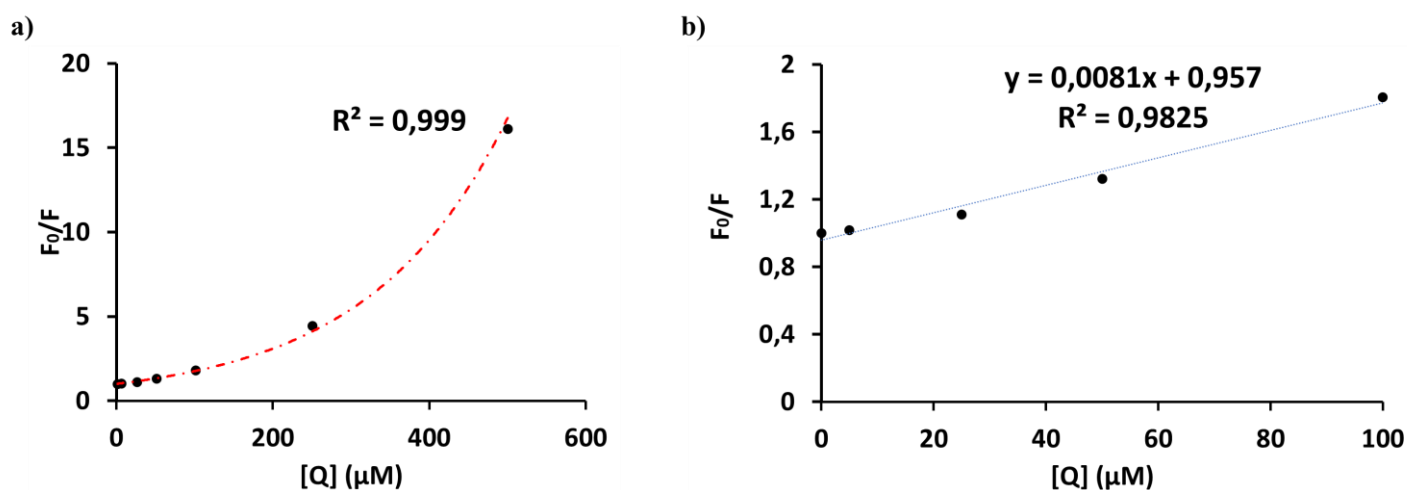 a)
20
15
10
5
0
F₀/F
R² = 0,999
0
200
400
600
[Q] (μM)
b)
2
1,6
1,2
0,8
0,4
0
F₀/F
y = 0,0081x + 0,957
R² = 0,9825
0
20
40
60
80
100
[Q] (μM)